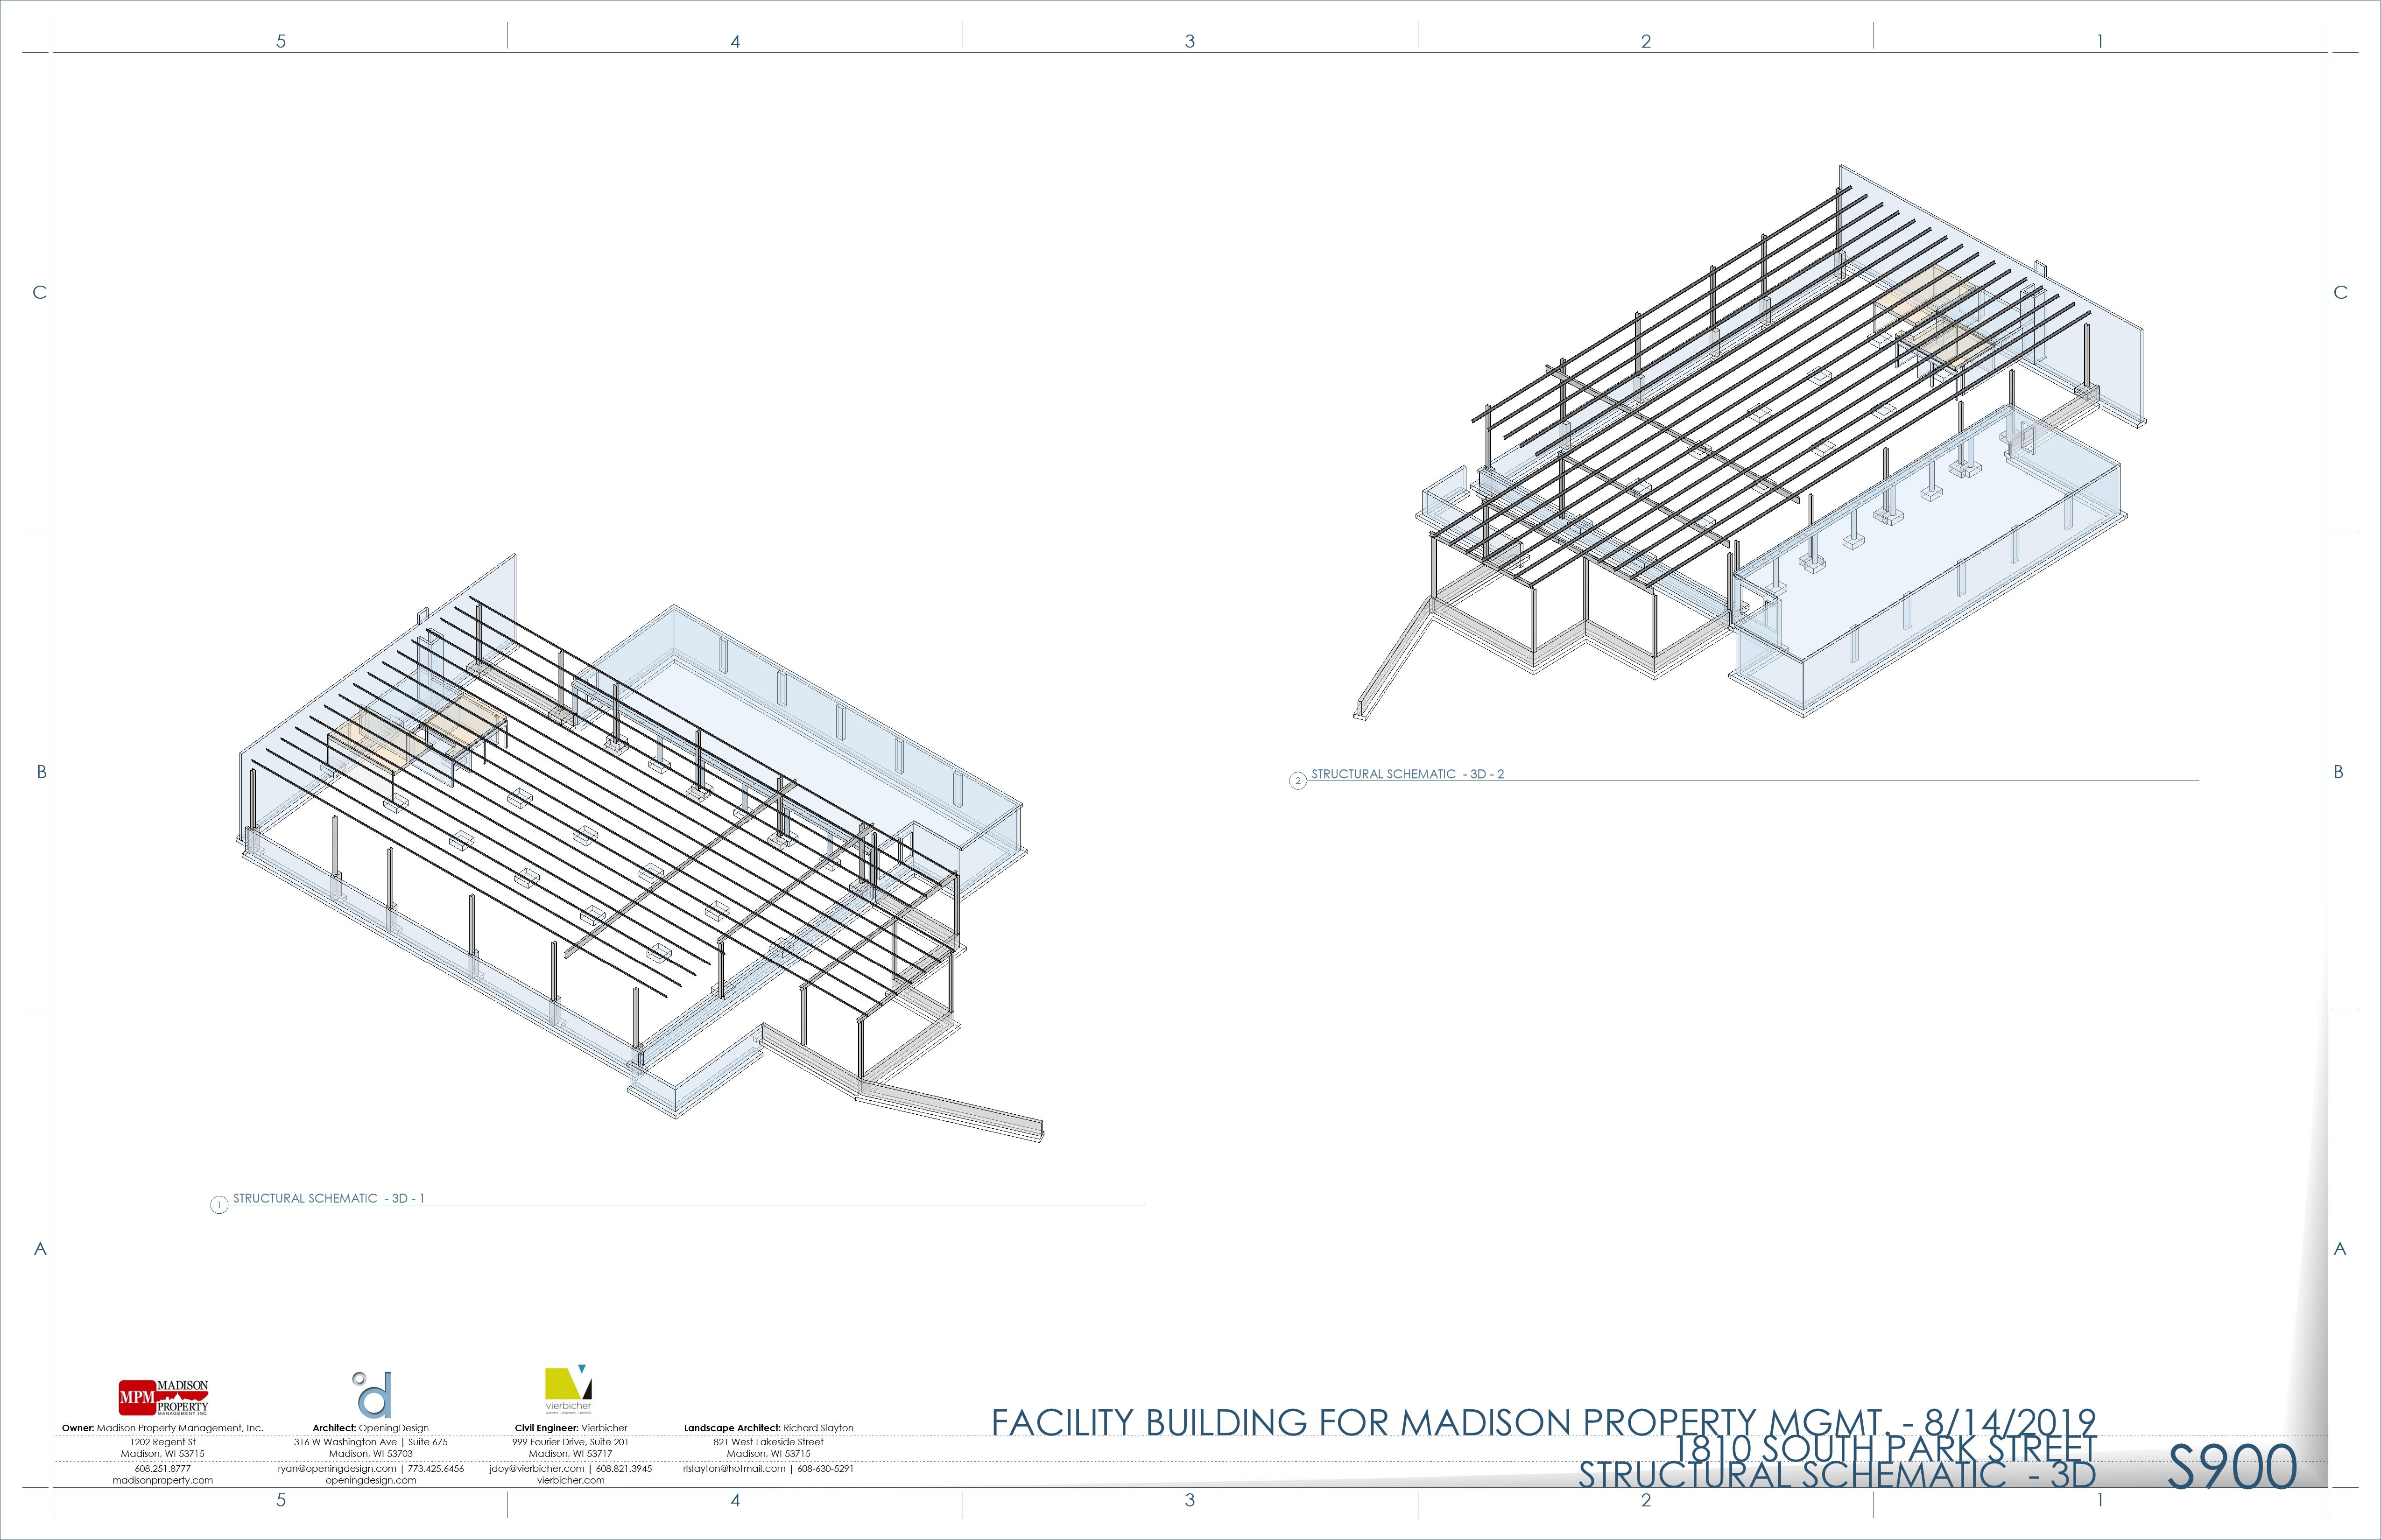 5 4 3 2 1
C C
2 STRUCTURAL SCHEMATIC - 3D - 2
B B
1 STRUCTURAL SCHEMATIC - 3D - 1
A A
MPM MADISON
PROPERTY
MANAGEMENT INC.
d
vierbicher
planners | engineers | advisors
Owner: Madison Property Management, Inc.
1202 Regent St
Madison, WI 53715
608.251.8777
madisonproperty.com
Architect: OpeningDesign
316 W Washington Ave | Suite 675
Madison, WI 53703
ryan@openingdesign.com | 773.425.6456
openingdesign.com
Civil Engineer: Vierbicher
999 Fourier Drive, Suite 201
Madison, WI 53717
jdoy@vierbicher.com | 608.821.3945
vierbicher.com
Landscape Architect: Richard Slayton
821 West Lakeside Street
Madison, WI 53715
rlslayton@hotmail.com | 608-630-5291
FACILITY BUILDING FOR MADISON PROPERTY MGMT. - 8/14/2019
1810 SOUTH PARK STREET
STRUCTURAL SCHEMATIC - 3D
S900
5 4 3 2 1